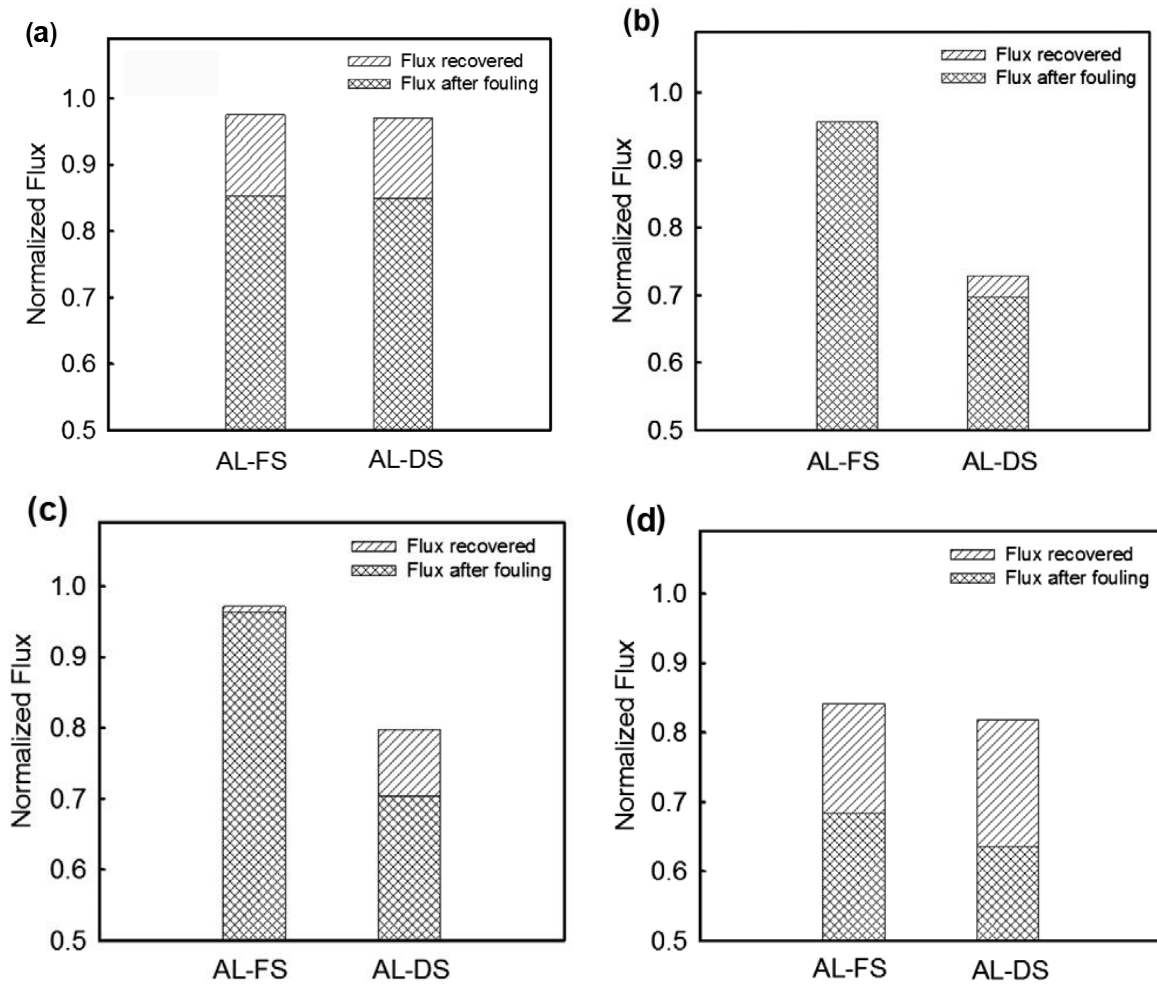 (a)
Flux recovered
Flux after fouling
Normalized Flux
1.0
0.9
0.8
0.7
0.6
0.5
AL-FS
AL-DS
(b)
Flux recovered
Flux after fouling
Normalized Flux
1.0
0.9
0.8
0.7
0.6
0.5
AL-FS
AL-DS
(c)
Flux recovered
Flux after fouling
Normalized Flux
1.0
0.9
0.8
0.7
0.6
0.5
AL-FS
AL-DS
(d)
Flux recovered
Flux after fouling
Normalized Flux
1.0
0.9
0.8
0.7
0.6
0.5
AL-FS
AL-DS